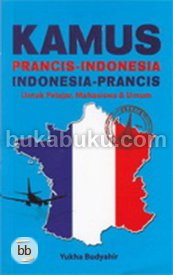 KAMUS
PRANCIS-INDONESIA
INDONESIA-PRANCIS
Untuk Pelajar, Mahasiswa & Umum
bukabuku.com
Yukha Budyahir
bb